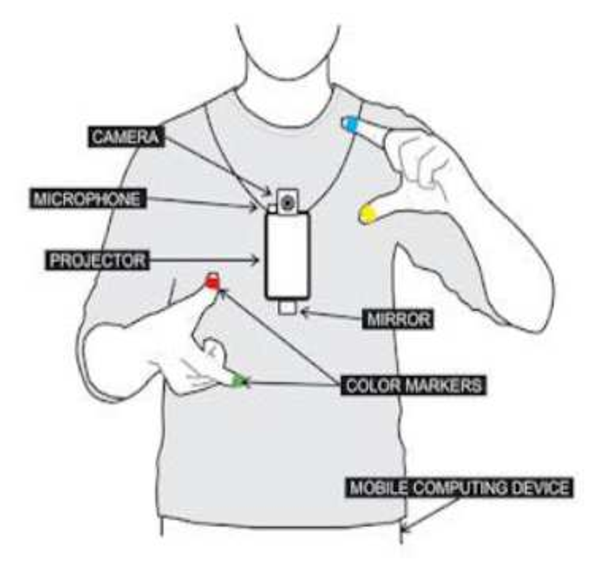 CAMERA
MICROPHONE
PROJECTOR
MIRROR
COLOR MARKERS
MOBILE COMPUTING DEVICE